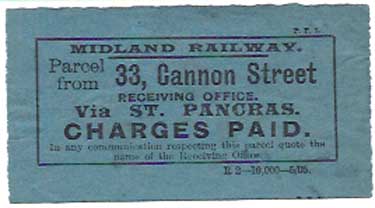 P. F. 1.
MIDLAND RAILWAY.
Parcel from 33, Cannon Street
RECEIVING OFFICE.
Via ST. PANCRAS.
CHARGES PAID.
In any communication respecting this parcel quote the
name of the Receiving Office.
R 2—10,000—5/05.